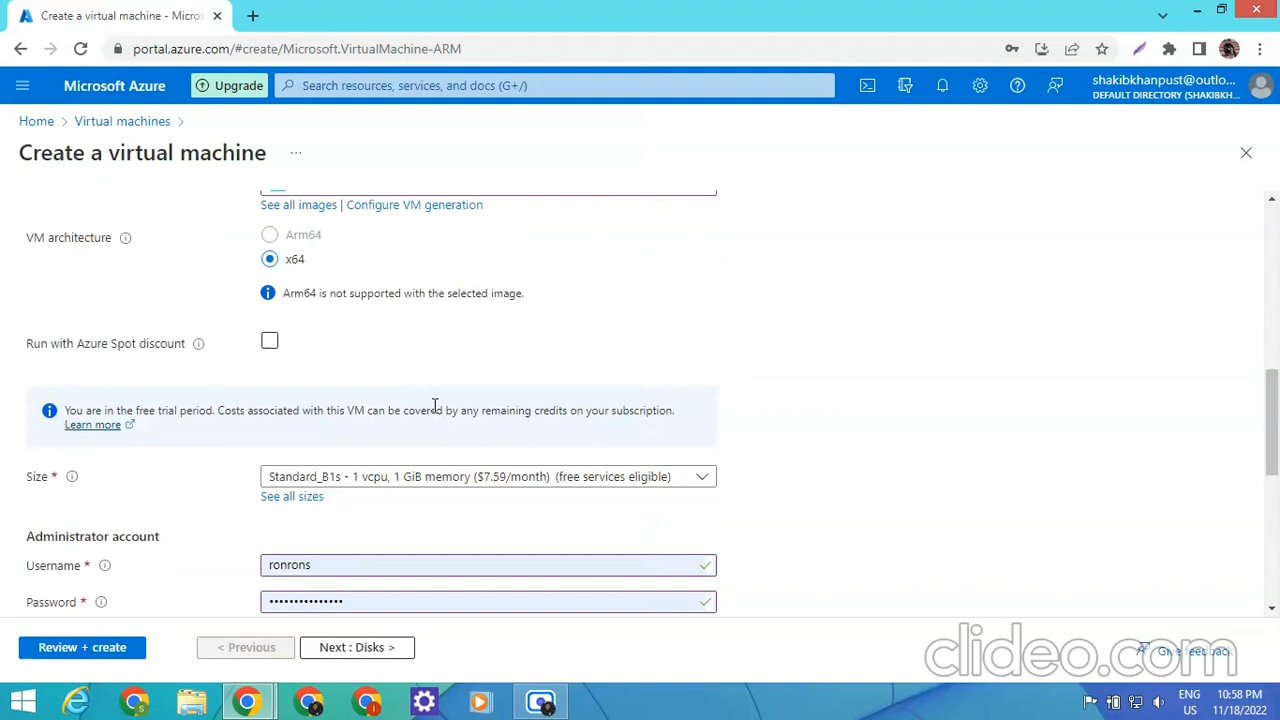 Create a virtual machine - Micros
portal.azure.com/#create/Microsoft.VirtualMachine-ARM
Microsoft Azure
Upgrade
Search resources, services, and docs (G+/)
shakibkhanpust@outlo...
DEFAULT DIRECTORY (SHAKIBKH...
Home > Virtual machines >
Create a virtual machine ...
See all images | Configure VM generation
VM architecture
Arm64
x64
Arm64 is not supported with the selected image.
Run with Azure Spot discount
You are in the free trial period. Costs associated with this VM can be covered by any remaining credits on your subscription.
Learn more
Size * Standard_B1s - 1 vcpu, 1 GiB memory ($7.59/month) (free services eligible)
See all sizes
Administrator account
Username * ronrons
Password * •••••••••••••••
Review + create < Previous Next : Disks >
Give feedback
clideo.com
ENG 10:58 PM
US 11/18/2022